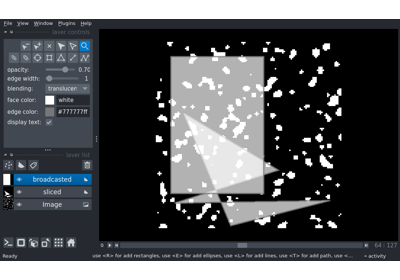 File View Window Plugins Help
layer controls
opacity: 0.70
edge width: 1
blending: translucen
face color: white
edge color: #777777ff
display text:
layer list
broadcasted
sliced
Image
0 64 | 127
Ready use <R> for add rectangles, use <E> for add ellipses, use <L> for add lines, use <T> for add path, use <... activity